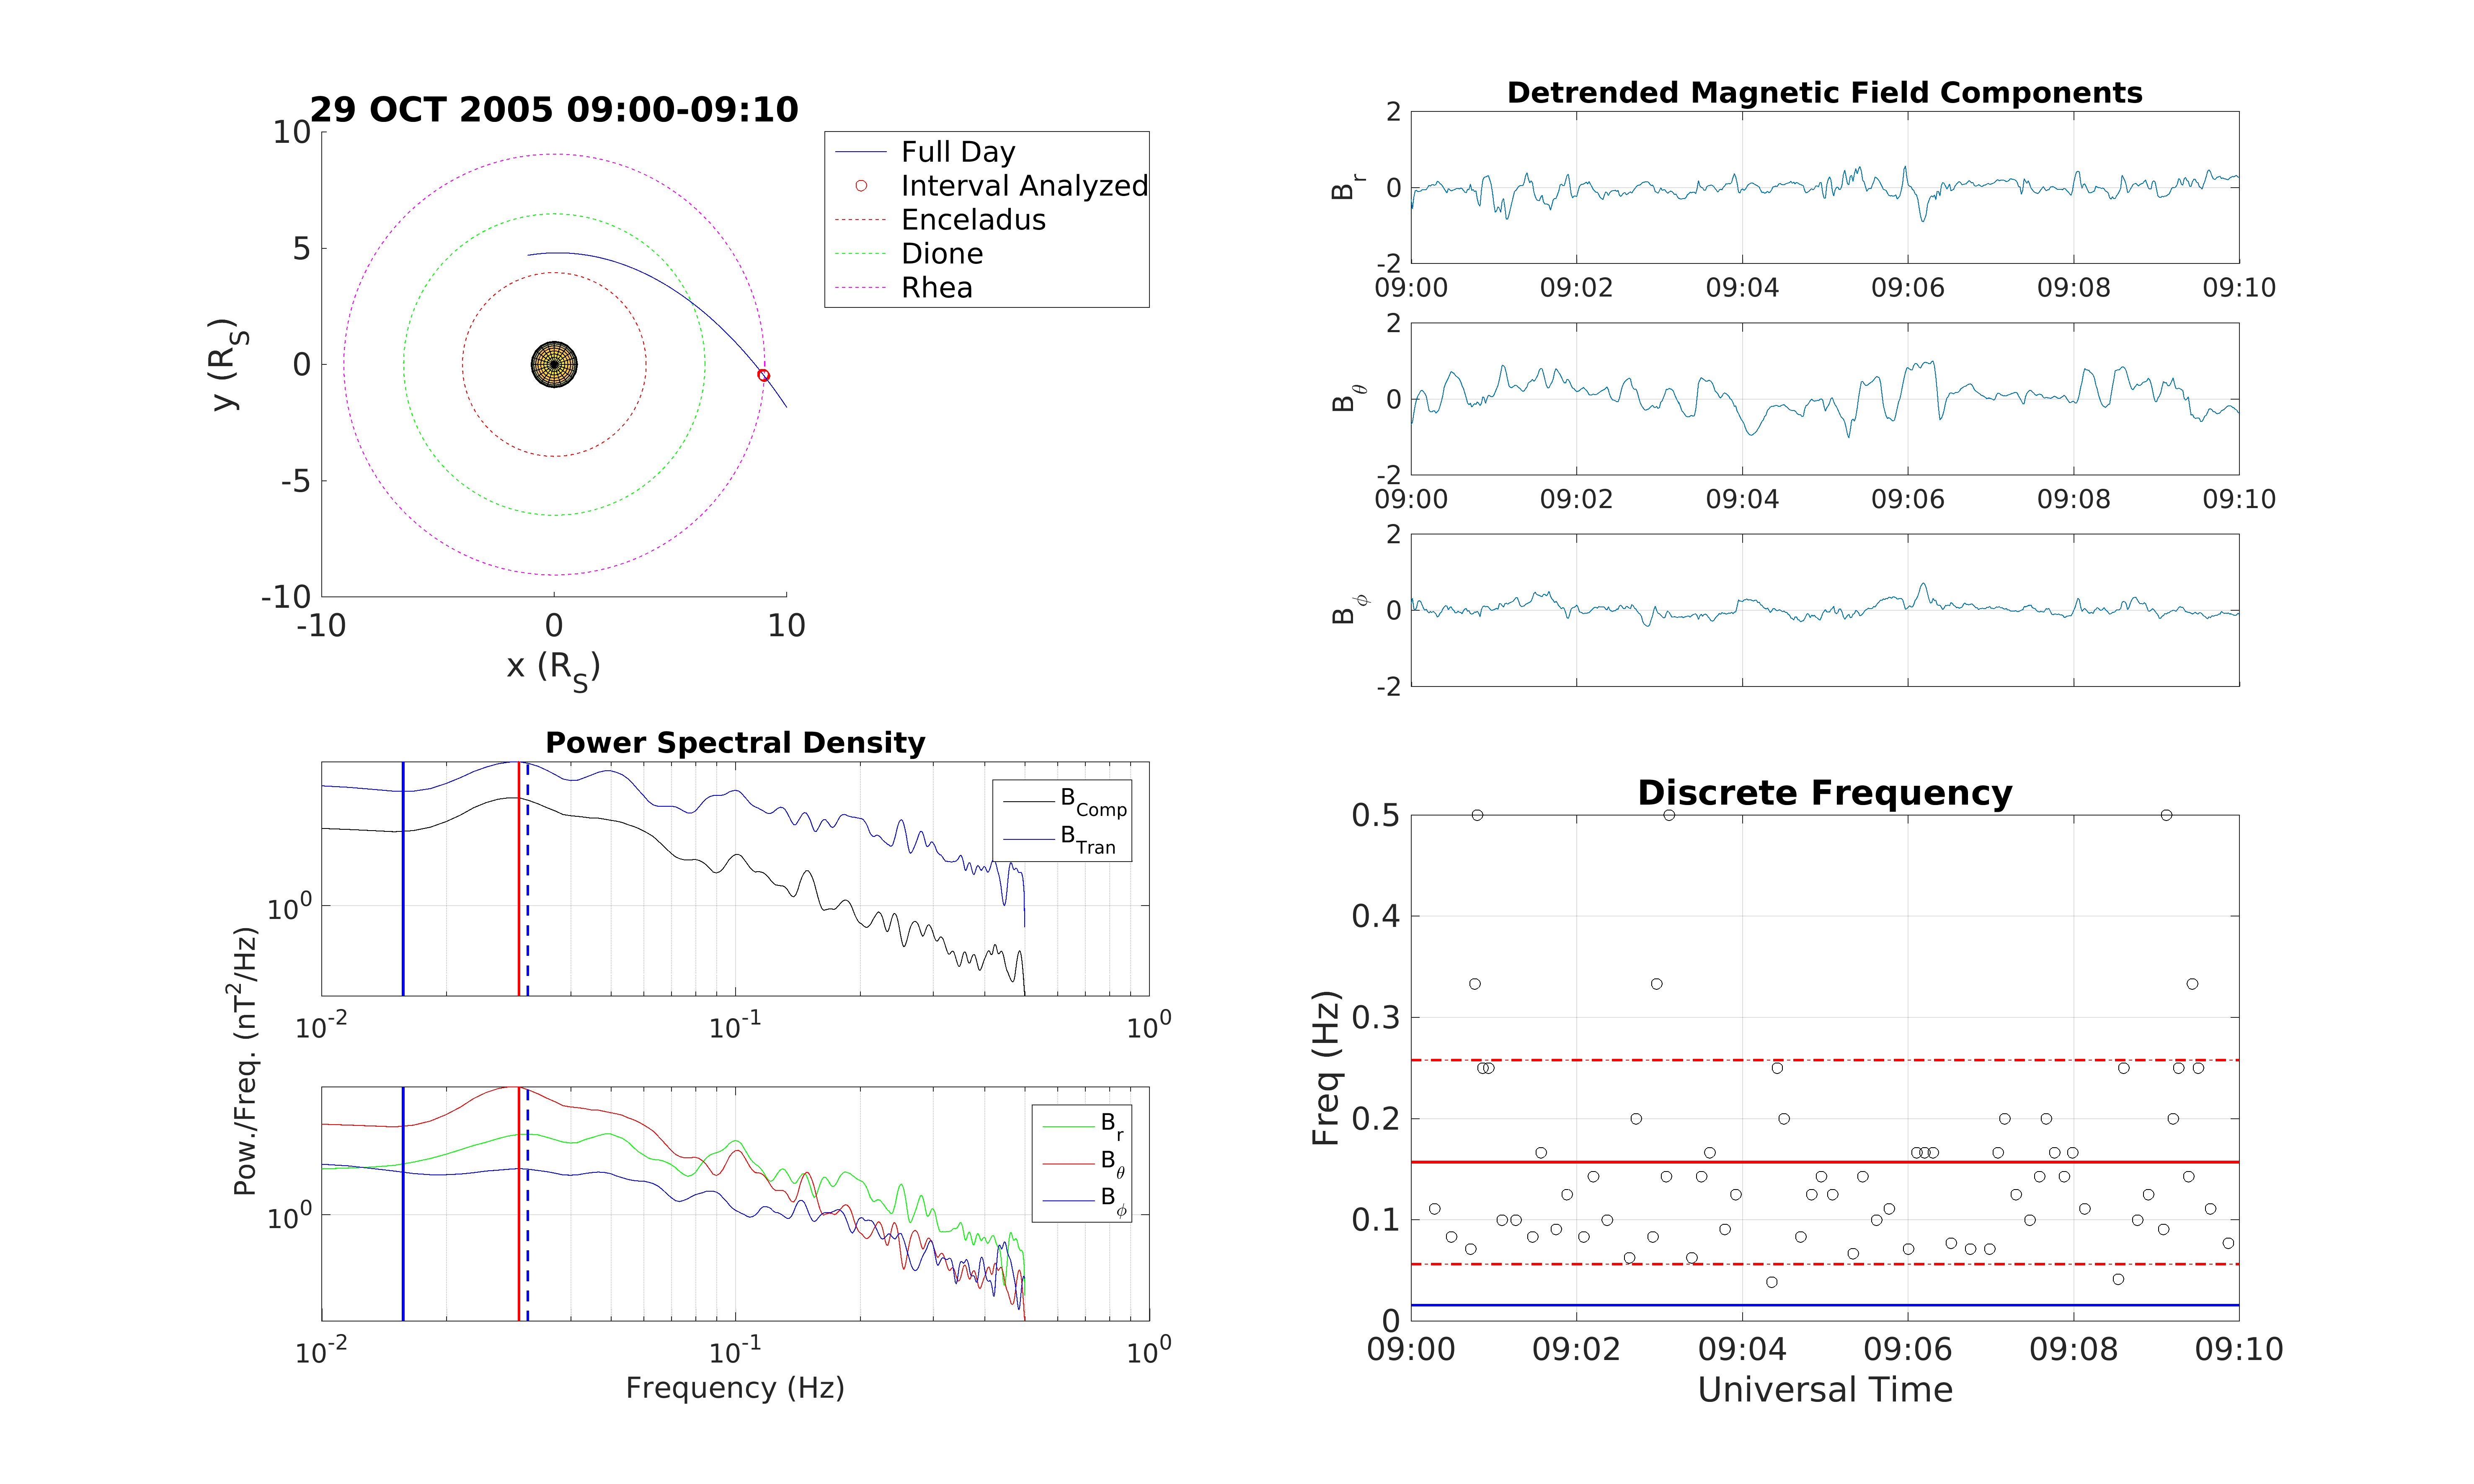 29 OCT 2005 09:00-09:10
10
5
0
-5
-10
-10 0 10
x (R_S)
y (R_S)
Full Day
Interval Analyzed
Enceladus
Dione
Rhea
Detrended Magnetic Field Components
2
0
-2
B_r
09:00 09:02 09:04 09:06 09:08 09:10
2
0
-2
B_θ
09:00 09:02 09:04 09:06 09:08 09:10
2
0
-2
B_ϕ
Power Spectral Density
10^0
10^-2 10^-1 10^0
B_Comp
B_Tran
Pow./Freq. (nT^2/Hz)
10^0
10^-2 10^-1 10^0
B_r
B_θ
B_ϕ
Frequency (Hz)
Discrete Frequency
0.5
0.4
0.3
0.2
0.1
0
Freq (Hz)
09:00 09:02 09:04 09:06 09:08 09:10
Universal Time